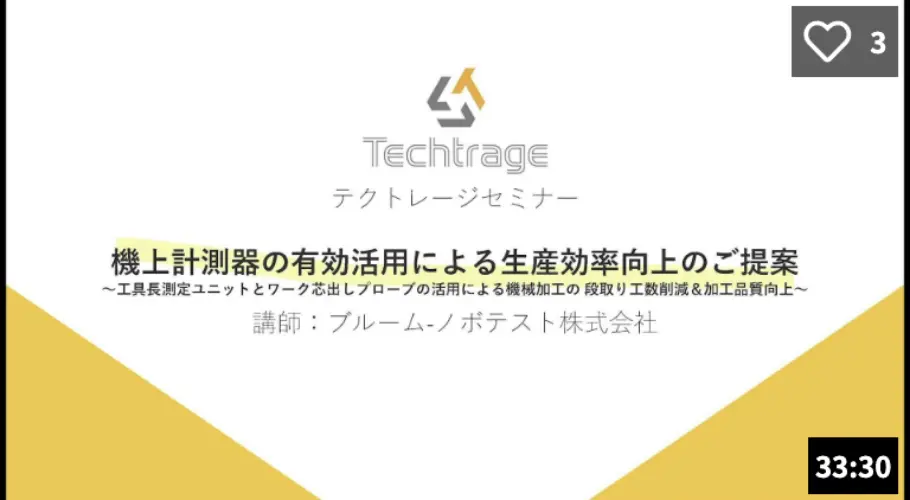 3
Techtrage
テクトレージセミナー
機上計測器の有効活用による生産効率向上のご提案
～工具長測定ユニットとワーク芯出しプローブの活用による機械加工の 段取り工数削減＆加工品質向上～
講師：ブルーム-ノボテスト株式会社
33:30